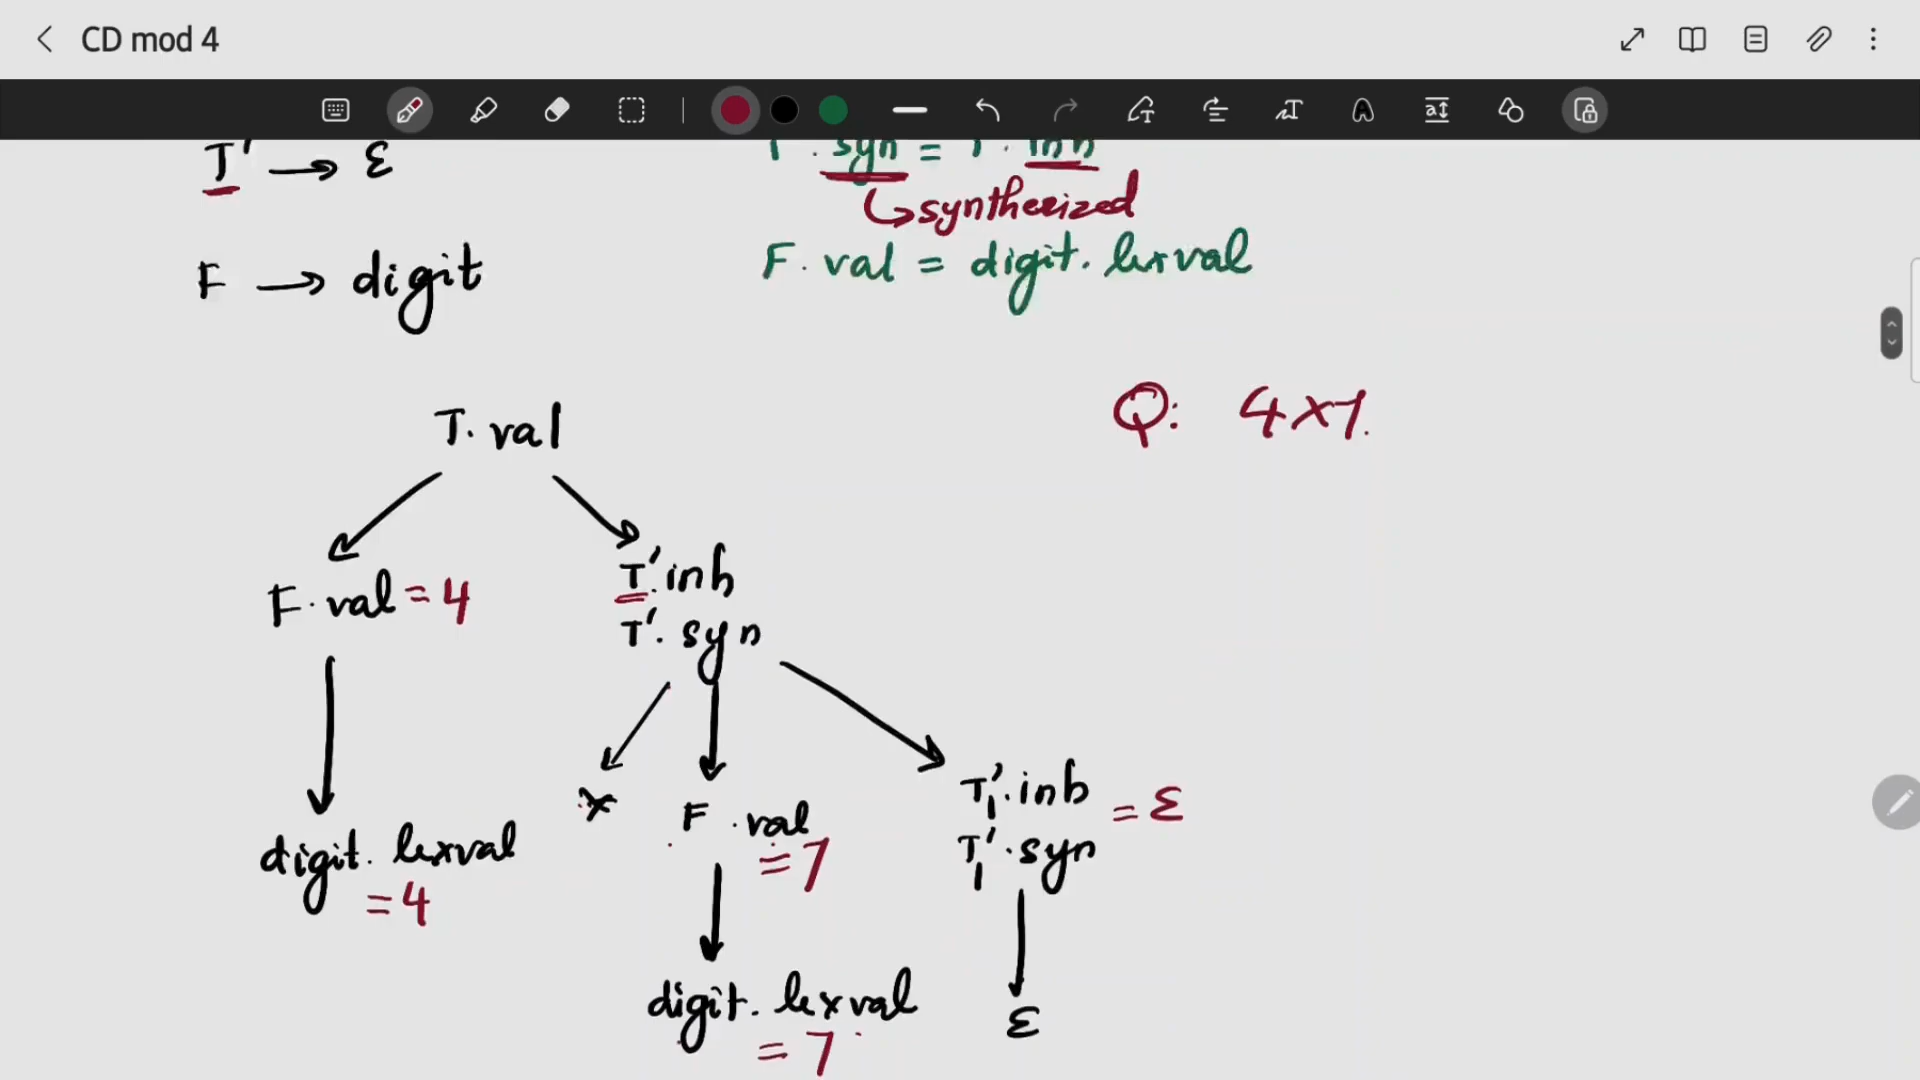 CD mod 4
T' → ε
T'. syn = T'. inh
↳ synthesized
F → digit
F. val = digit. lexval
Q: 4 × 7
T. val
F. val = 4
T'. inh
T'. syn
digit. lexval
= 4
*
F. val
= 7
T₁'. inh = ε
T₁'. syn
digit. lexval
= 7
ε